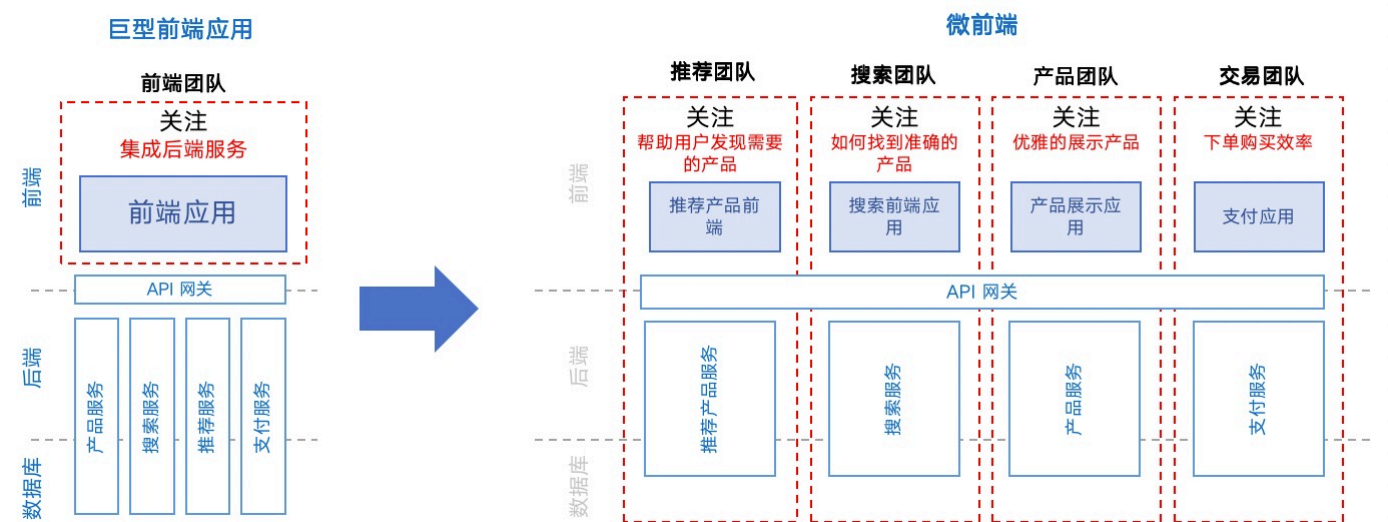 巨型前端应用
前端团队
关注
集成后端服务
前端应用
前端
API 网关
后端
产品服务
搜索服务
推荐服务
支付服务
数据库
微前端
推荐团队
搜索团队
产品团队
交易团队
关注
帮助用户发现需要
的产品
关注
如何找到准确的
产品
关注
优雅的展示产品
关注
下单购买效率
前端
推荐产品前
端
搜索前端应
用
产品展示应
用
支付应用
API 网关
后端
推荐产品服务
搜索服务
产品服务
支付服务
数据库